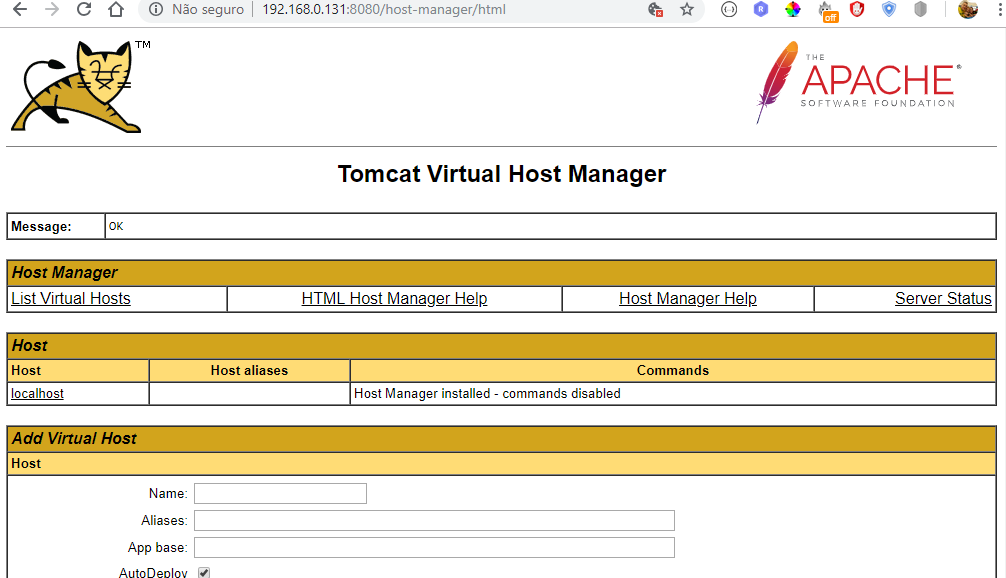 Não seguro | 192.168.0.131:8080/host-manager/html
off
TM
THE
APACHE®
SOFTWARE FOUNDATION
Tomcat Virtual Host Manager
Message: OK
Host Manager
List Virtual Hosts HTML Host Manager Help Host Manager Help Server Status
Host
Host Host aliases Commands
localhost Host Manager installed - commands disabled
Add Virtual Host
Host
Name:
Aliases:
App base:
AutoDeploy